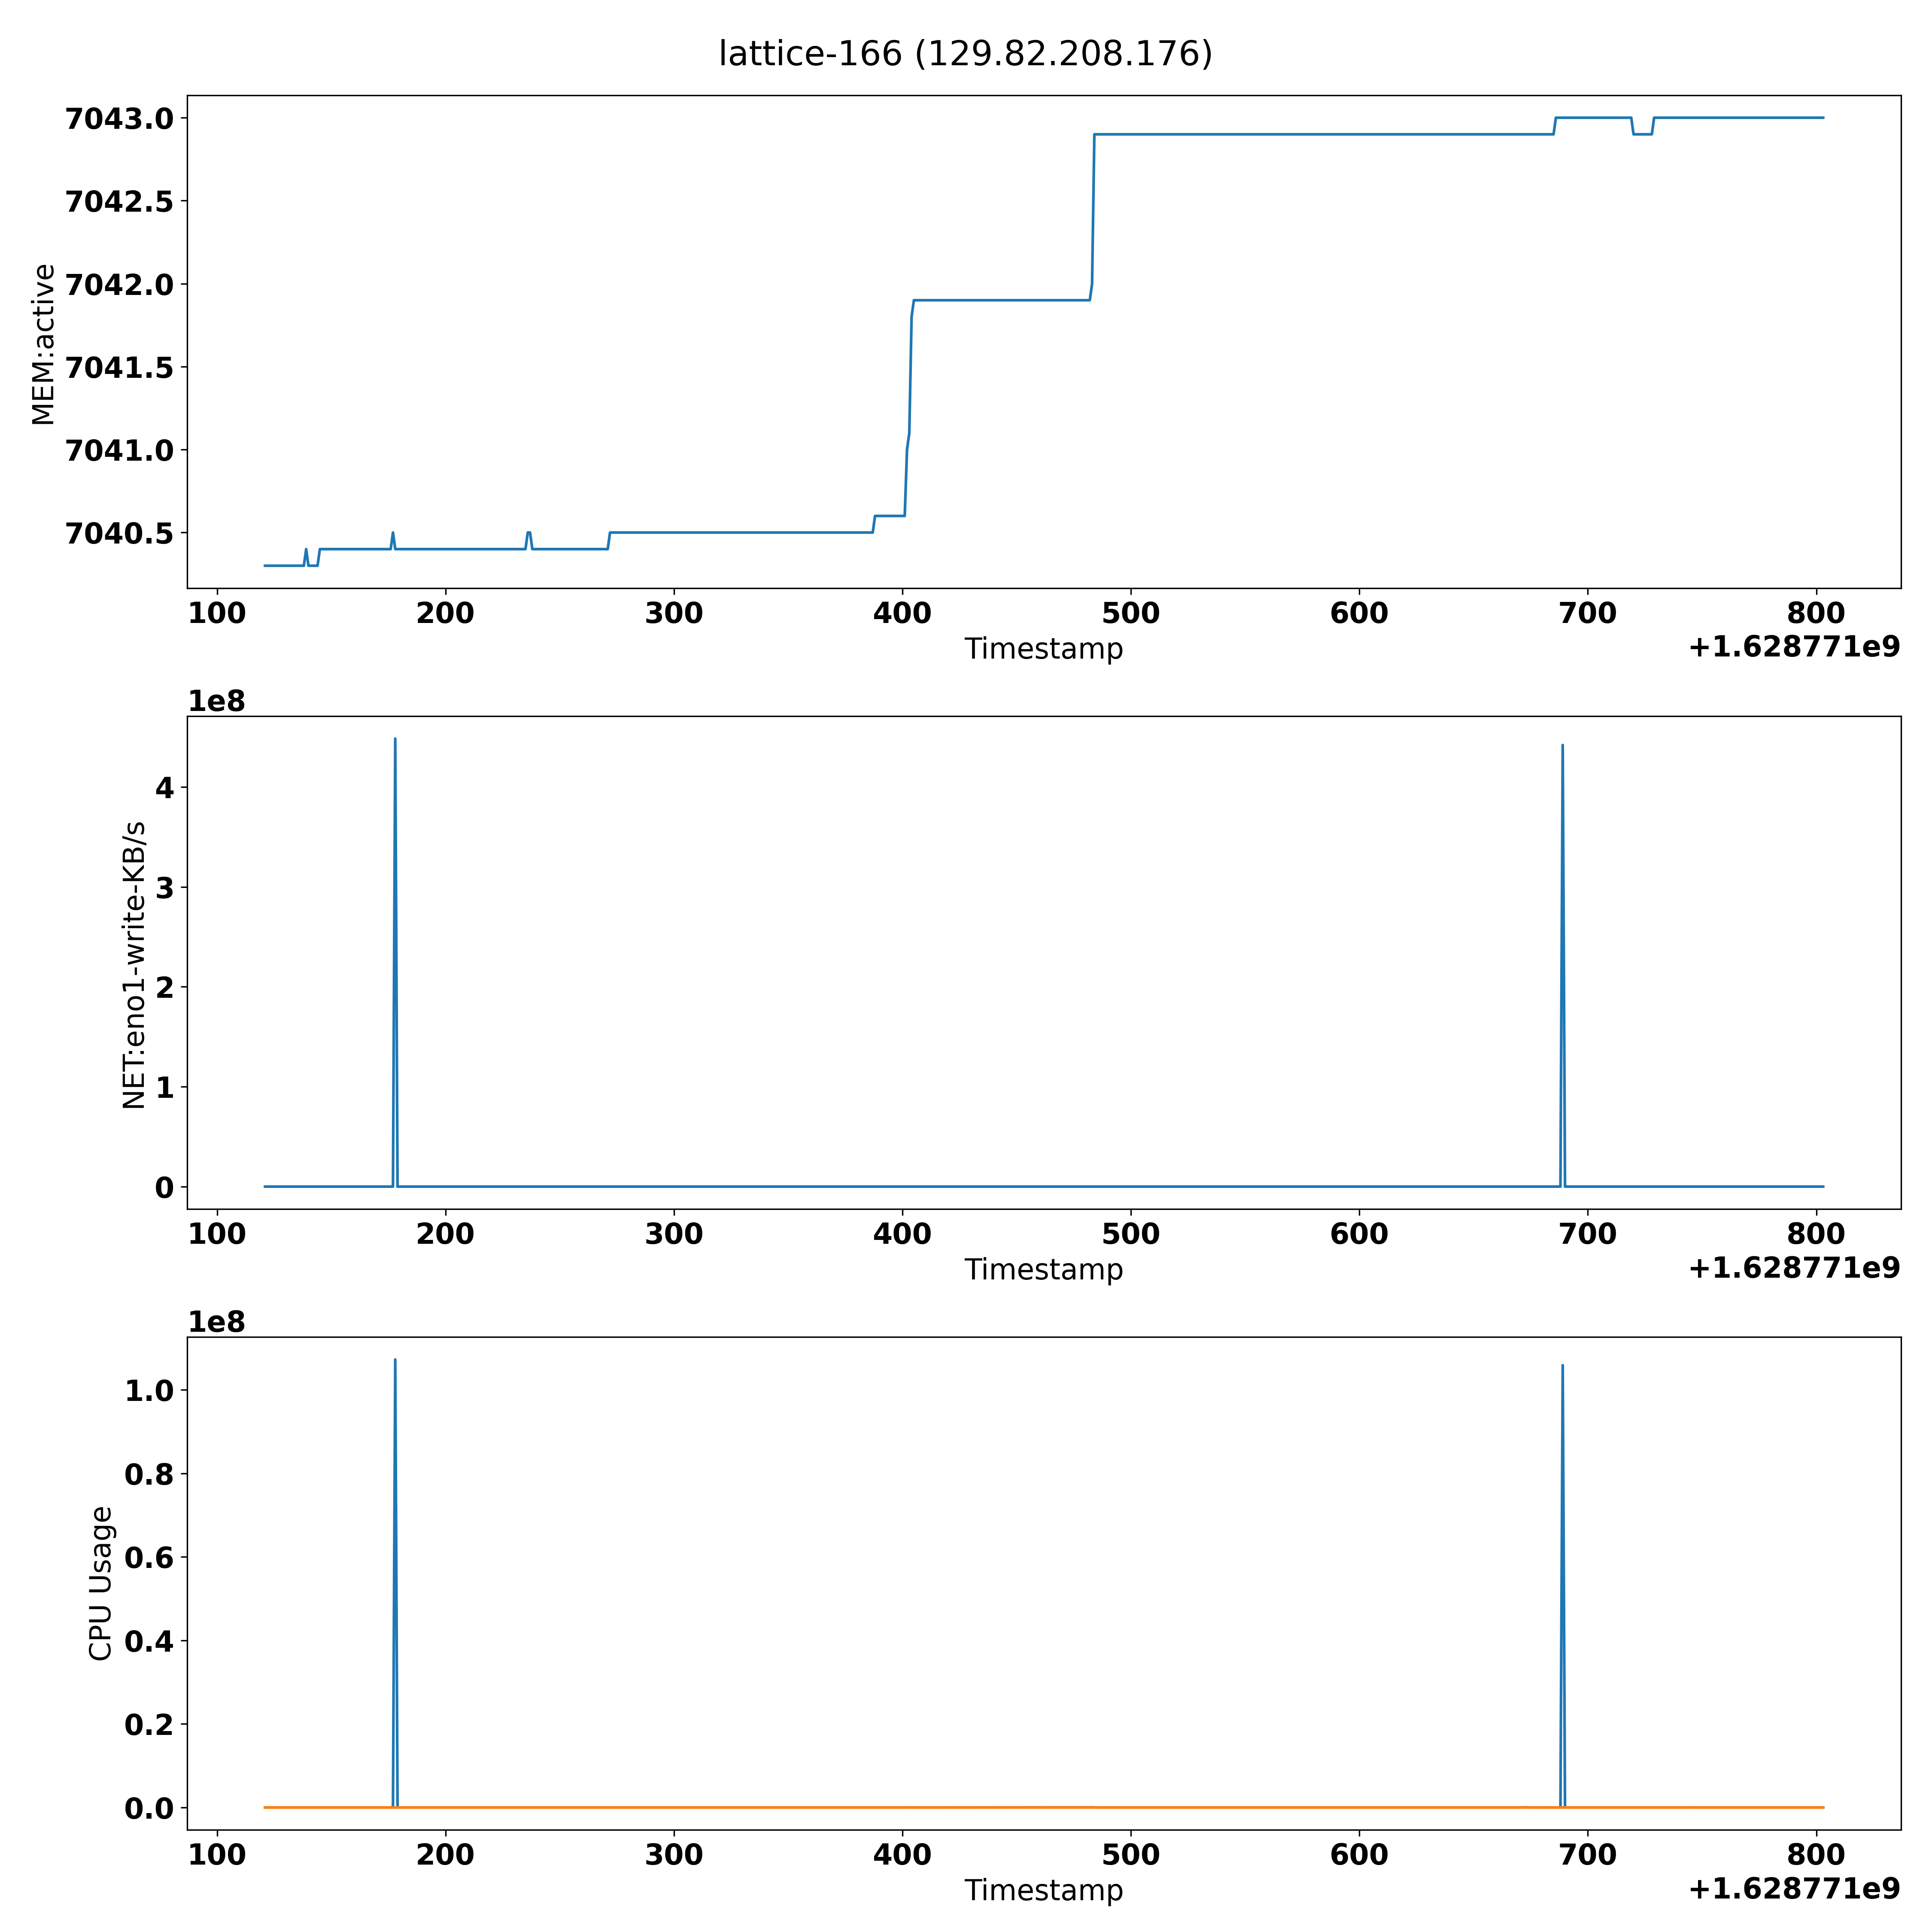 lattice-166 (129.82.208.176)
7043.0
7042.5
7042.0
7041.5
7041.0
7040.5
MEM:active
100 200 300 400 500 600 700 800
Timestamp
+1.628771e9
1e8
4
3
2
1
0
NET:eno1-write-KB/s
100 200 300 400 500 600 700 800
Timestamp
+1.628771e9
1e8
1.0
0.8
0.6
0.4
0.2
0.0
CPU Usage
100 200 300 400 500 600 700 800
Timestamp
+1.628771e9